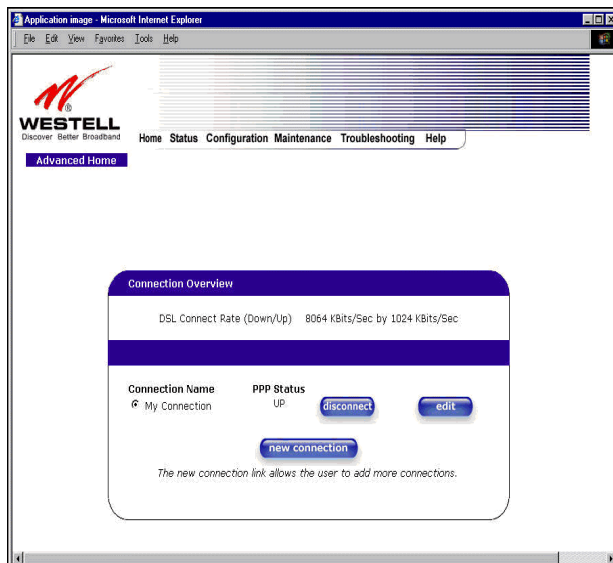 Application image - Microsoft Internet Explorer
File Edit View Favorites Tools Help
WESTELL
®
Discover Better Broadband
Home Status Configuration Maintenance Troubleshooting Help
Advanced Home
Connection Overview
DSL Connect Rate (Down/Up) 8064 KBits/Sec by 1024 KBits/Sec
Connection Name PPP Status
My Connection UP disconnect edit
new connection
The new connection link allows the user to add more connections.